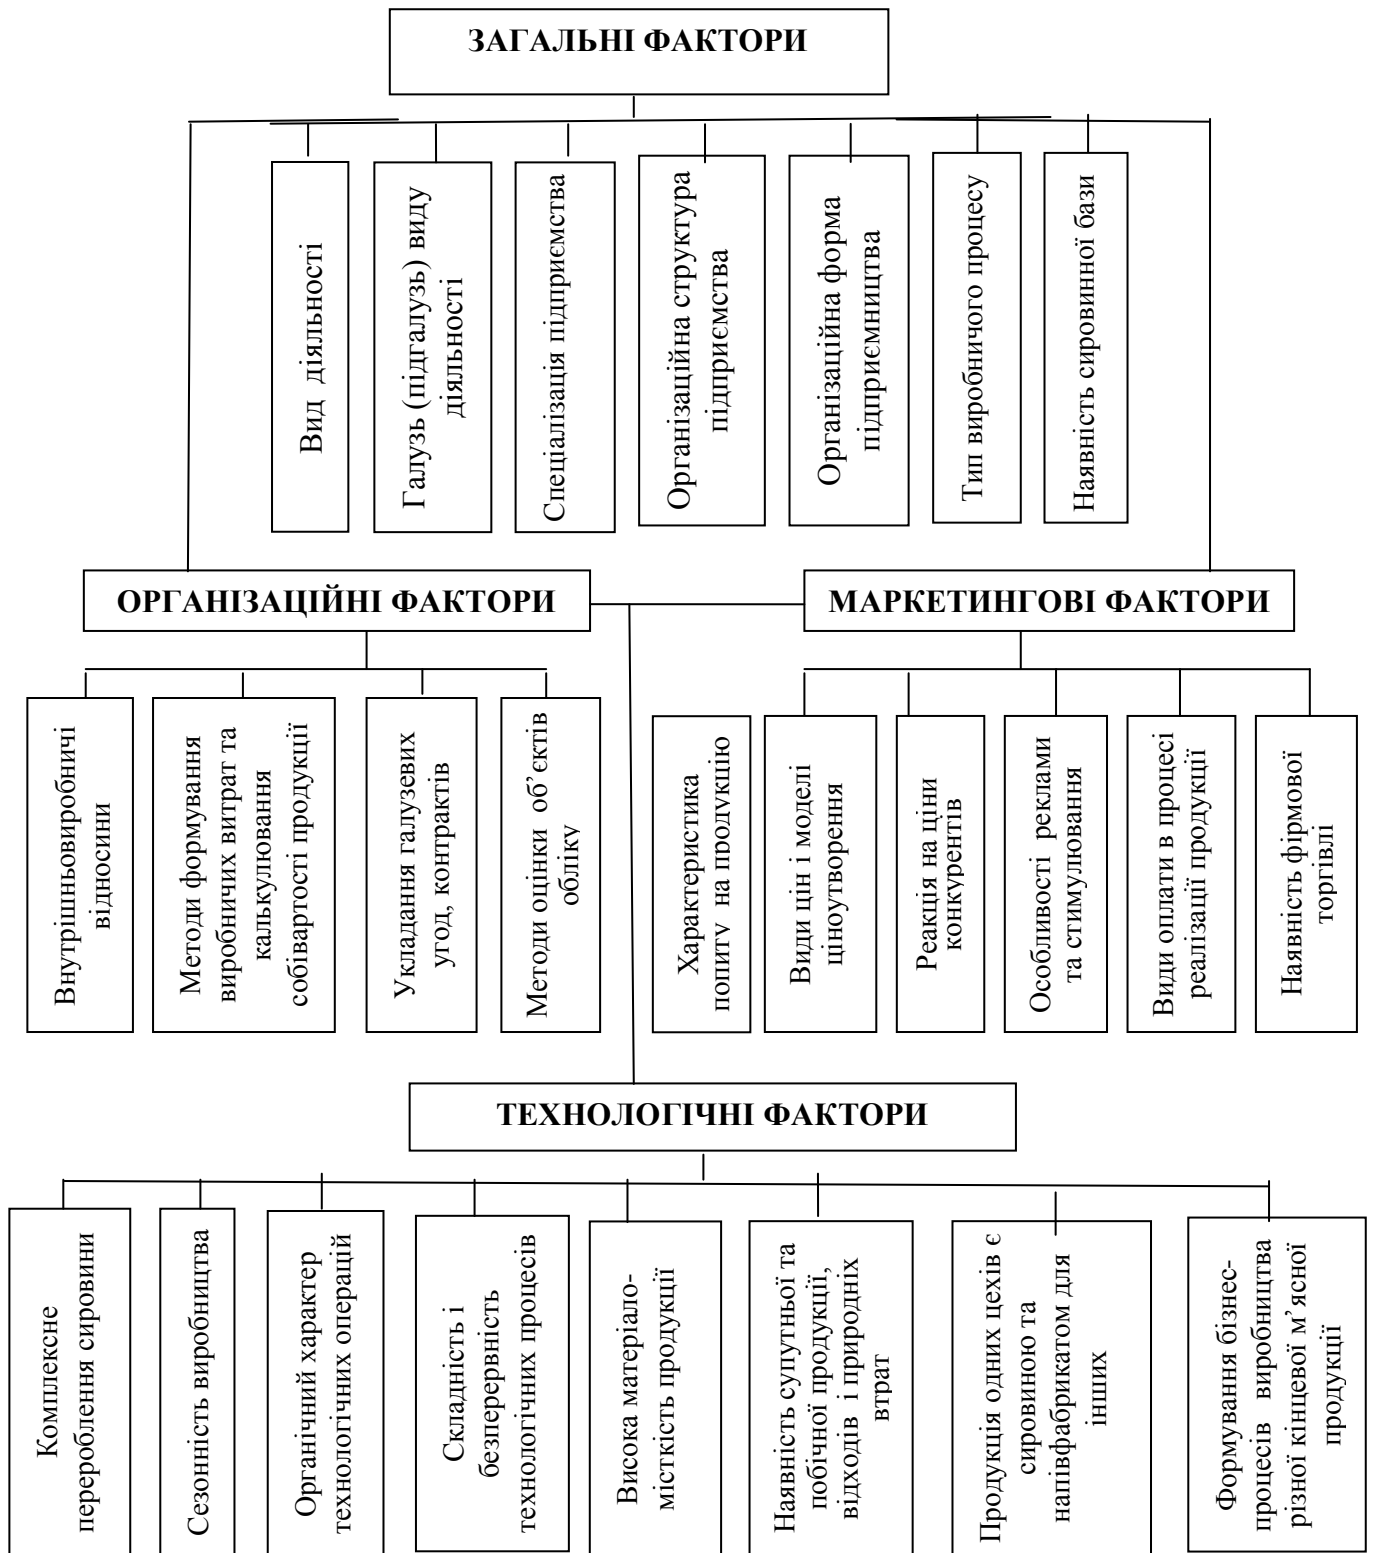 ЗАГАЛЬНІ ФАКТОРИ
Вид діяльності
Галузь (підгалузь) виду
діяльності
Спеціалізація підприємства
Організаційна структура
підприємства
Організаційна форма
підприємництва
Тип виробничого процесу
Наявність сировинної бази
ОРГАНІЗАЦІЙНІ ФАКТОРИ
МАРКЕТИНГОВІ ФАКТОРИ
Внутрішньовиробничі
відносини
Методи формування
виробничих витрат та
калькулювання
собівартості продукції
Укладання галузевих
угод, контрактів
Методи оцінки об’єктів
обліку
Характеристика
попиту на продукцію
Види цін і моделі
ціноутворення
Реакція на ціни
конкурентів
Особливості реклами
та стимулювання
Види оплати в процесі
реалізації продукції
Наявність фірмової
торгівлі
ТЕХНОЛОГІЧНІ ФАКТОРИ
Комплексне
перероблення сировини
Сезонність виробництва
Органічний характер
технологічних операцій
Складність і
безперервність
технологічних процесів
Висока матеріало-
місткість продукції
Наявність супутньої та
побічної продукції,
відходів і природніх
втрат
Продукція одних цехів є
сировиною та
напівфабрикатом для
інших
Формування бізнес-
процесів виробництва
різної кінцевої м’ясної
продукції